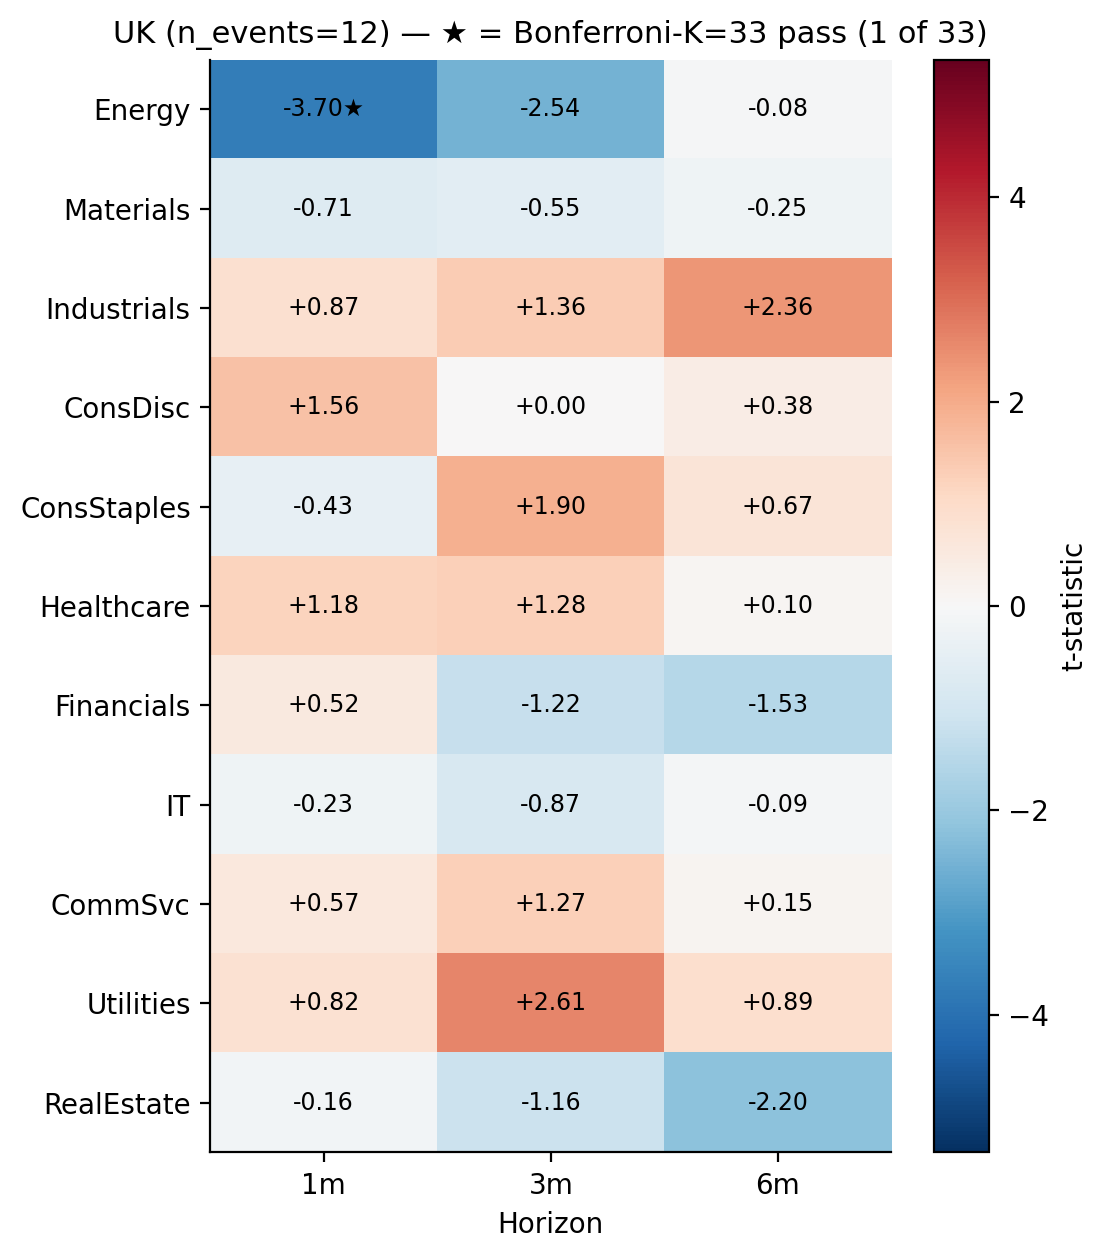 UK (n_events=12) — ★ = Bonferroni-K=33 pass (1 of 33)
Energy -3.70★ -2.54 -0.08
Materials -0.71 -0.55 -0.25
Industrials +0.87 +1.36 +2.36
ConsDisc +1.56 +0.00 +0.38
ConsStaples -0.43 +1.90 +0.67
Healthcare +1.18 +1.28 +0.10
Financials +0.52 -1.22 -1.53
IT -0.23 -0.87 -0.09
CommSvc +0.57 +1.27 +0.15
Utilities +0.82 +2.61 +0.89
RealEstate -0.16 -1.16 -2.20
1m 3m 6m
Horizon
4
2
0
−2
−4
t-statistic